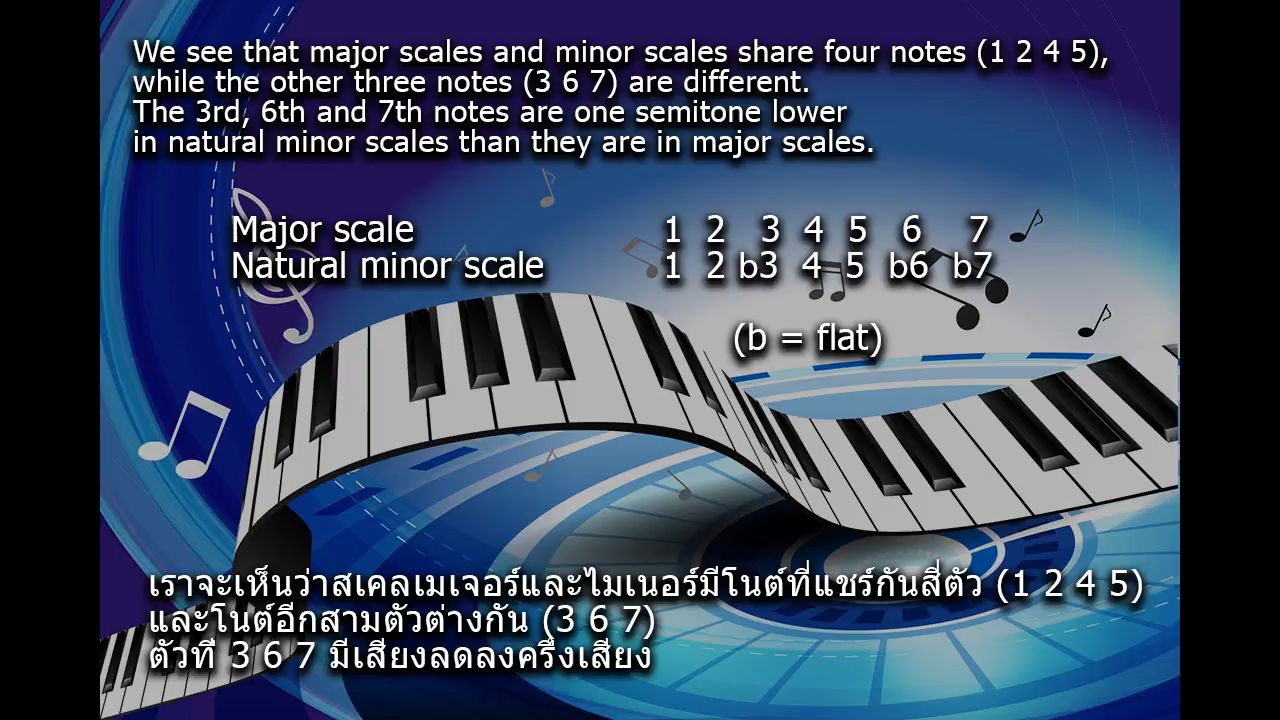 We see that major scales and minor scales share four notes (1 2 4 5),
while the other three notes (3 6 7) are different.
The 3rd, 6th and 7th notes are one semitone lower
in natural minor scales than they are in major scales.
Major scale 1 2 3 4 5 6 7
Natural minor scale 1 2 b3 4 5 b6 b7
(b = flat)
เราจะเห็นว่าสเคลเมเจอร์และไมเนอร์มีโนต์ที่แชร์กันสี่ตัว (1 2 4 5)
และโนต์อีกสามตัวต่างกัน (3 6 7)
ตัวที่ 3 6 7 มีเสียงลดลงครึ่งเสียง